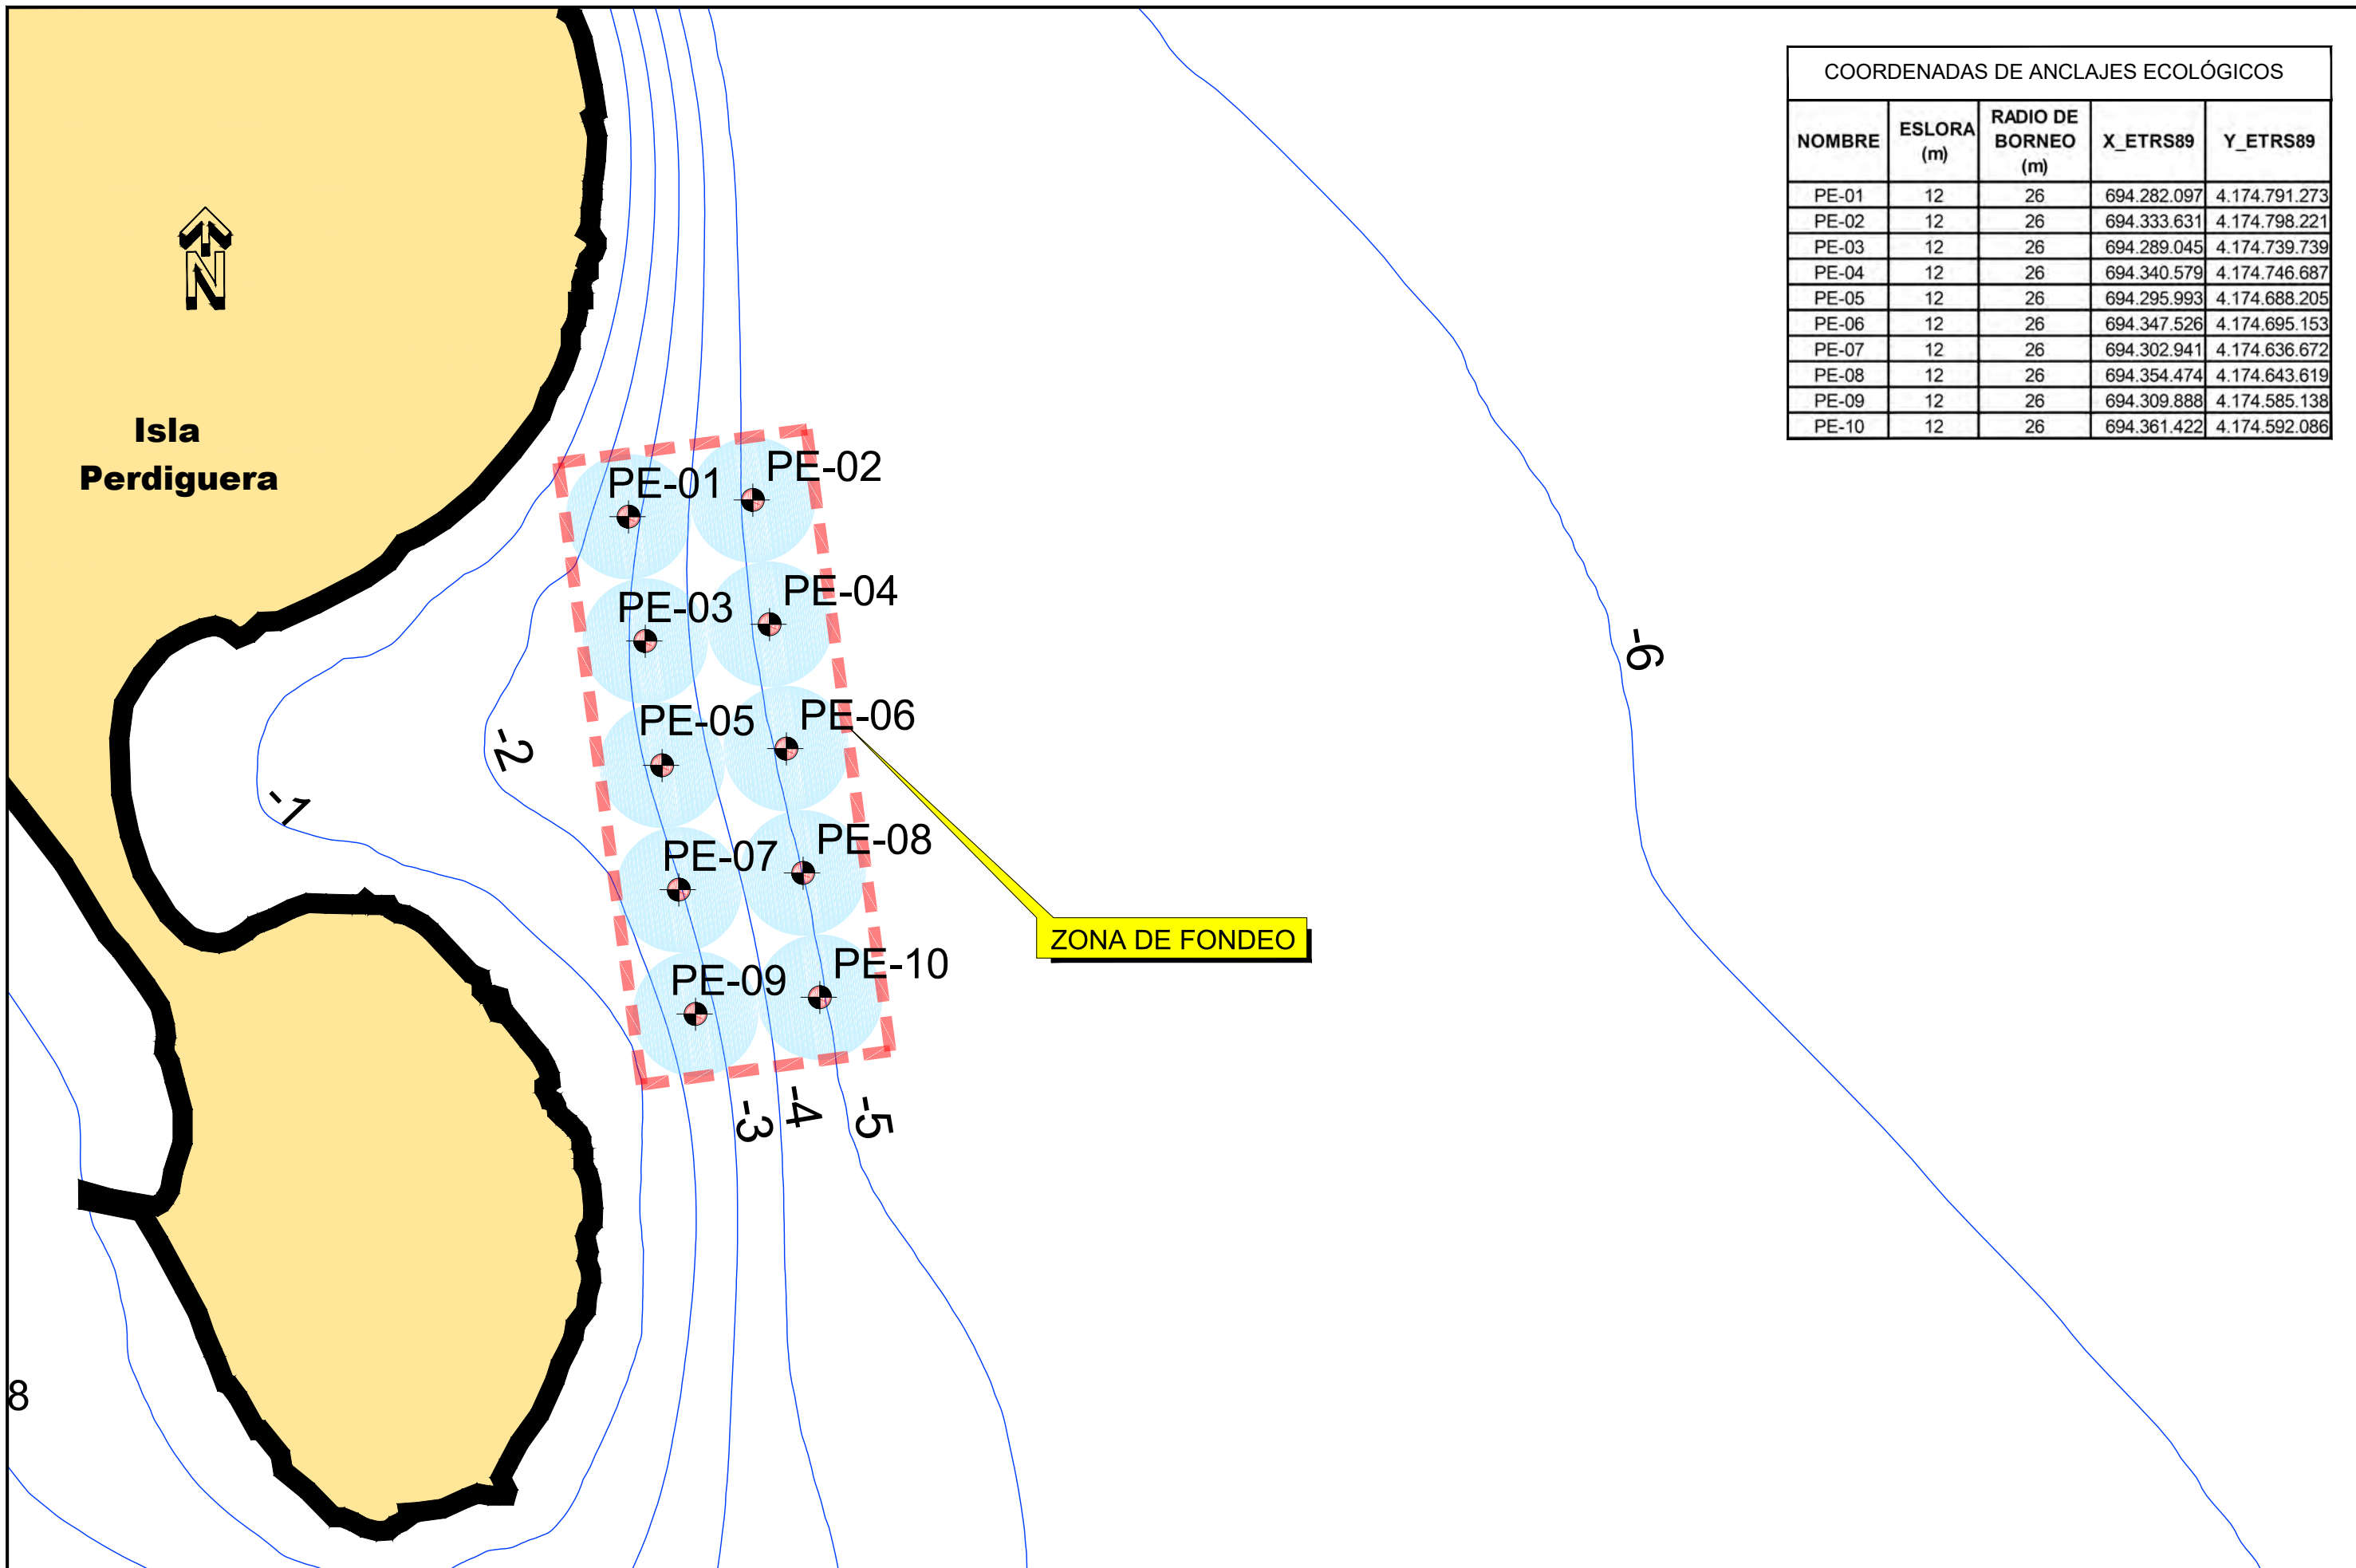 COORDENADAS DE ANCLAJES ECOLÓGICOS
NOMBRE ESLORA (m) RADIO DE BORNEO (m) X_ETRS89 Y_ETRS89
PE-01 12 26 694.282.097 4.174.791.273
PE-02 12 26 694.333.631 4.174.798.221
PE-03 12 26 694.289.045 4.174.739.739
PE-04 12 26 694.340.579 4.174.746.687
PE-05 12 26 694.295.993 4.174.688.205
PE-06 12 26 694.347.526 4.174.695.153
PE-07 12 26 694.302.941 4.174.636.672
PE-08 12 26 694.354.474 4.174.643.619
PE-09 12 26 694.309.888 4.174.585.138
PE-10 12 26 694.361.422 4.174.592.086
N
Isla
Perdiguera
PE-01
PE-02
PE-03
PE-04
PE-05
PE-06
PE-07
PE-08
PE-09
PE-10
-1
-2
-3
-4
-5
-6
ZONA DE FONDEO
8